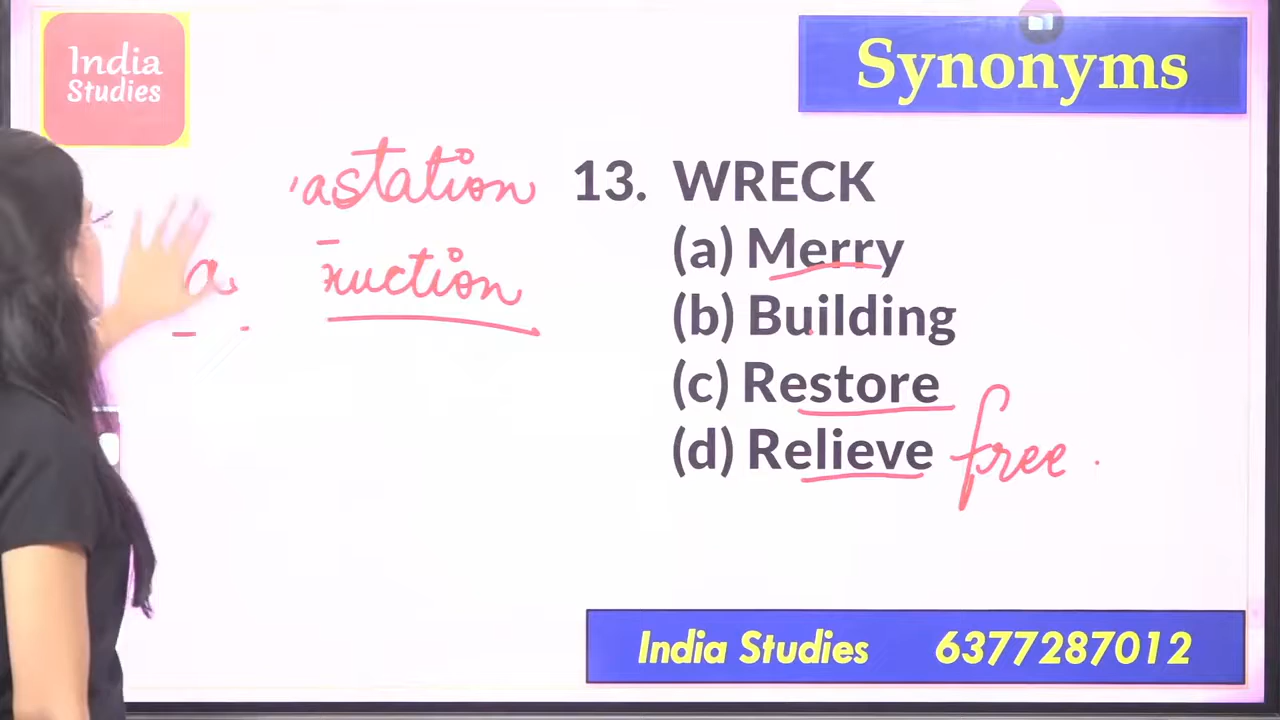 India
Studies
Synonyms
astation
ruction
13. WRECK
(a) Merry
(b) Building
(c) Restore
(d) Relieve free
India Studies 6377287012